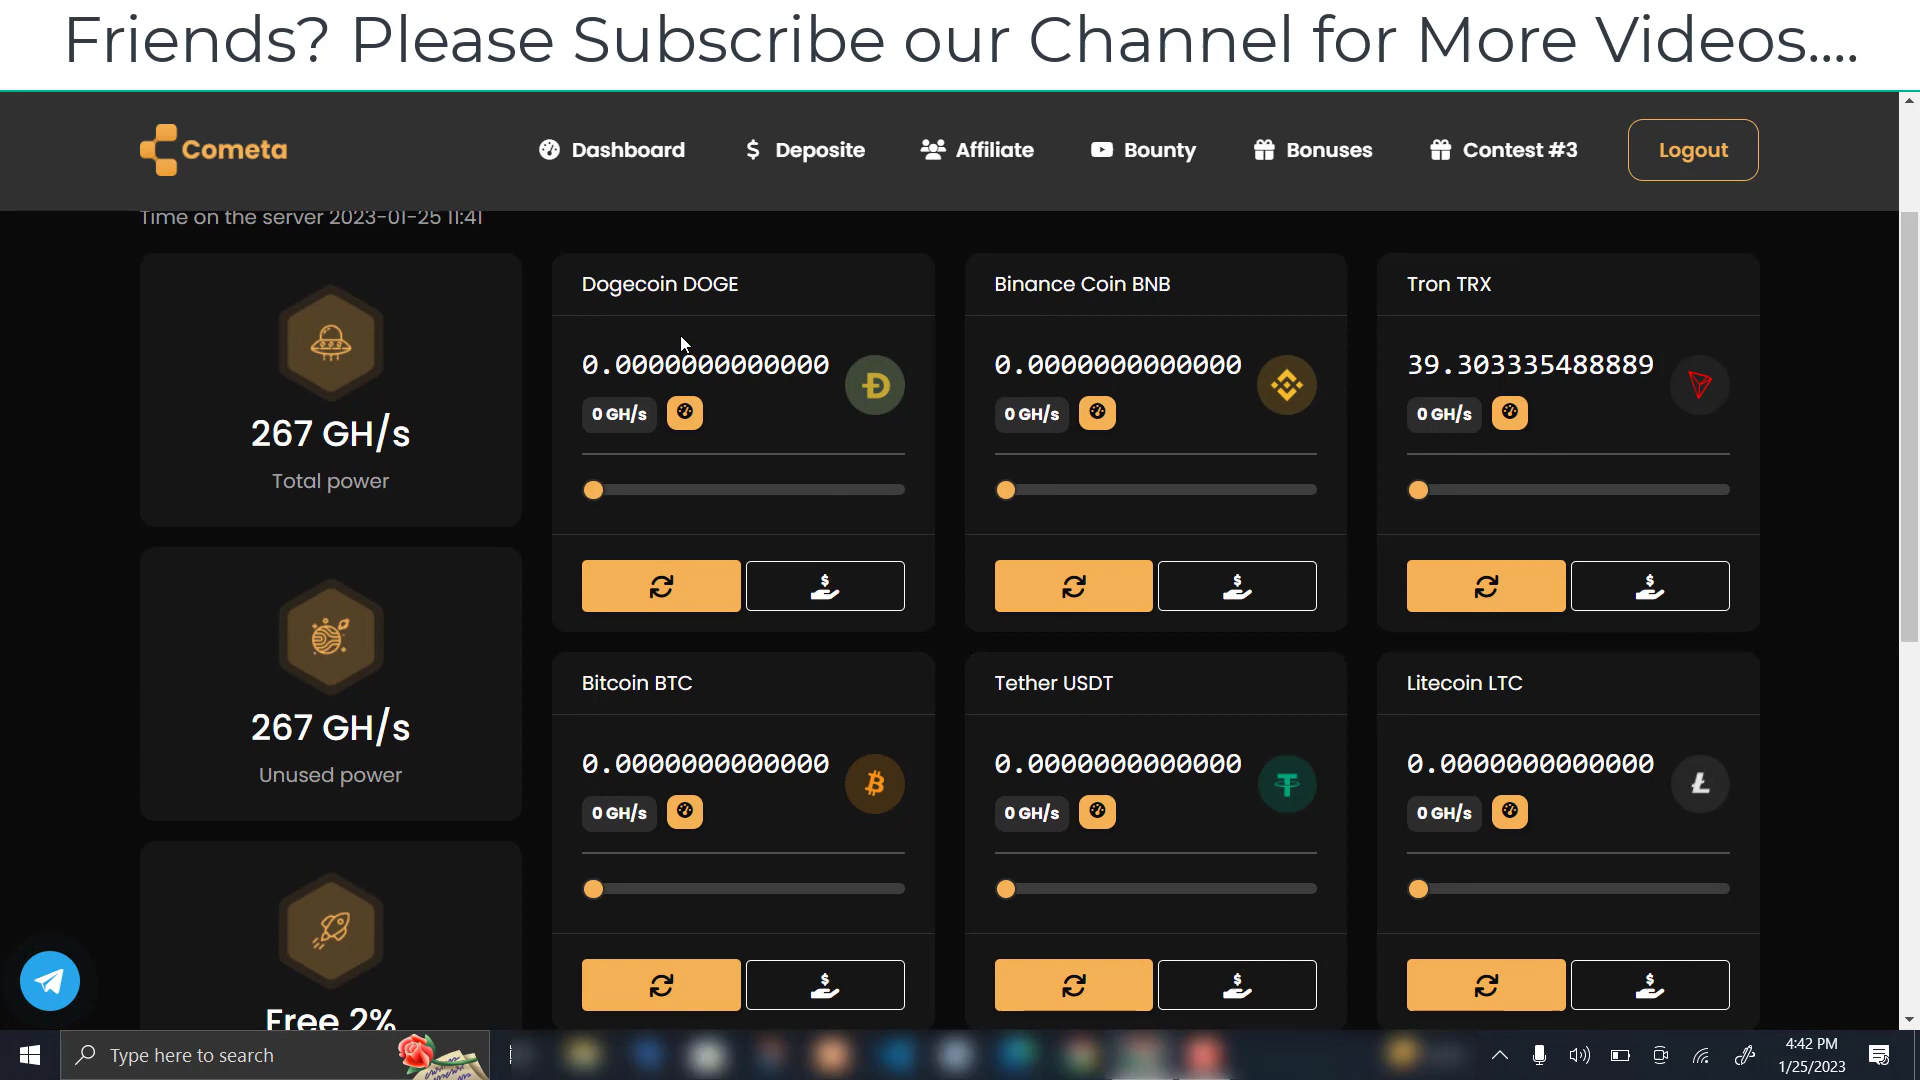 Friends? Please Subscribe our Channel for More Videos....
Cometa
Dashboard
$ Deposite
Affiliate
Bounty
Bonuses
Contest #3
Logout
Time on the server 2023-01-25 11:41
267 GH/s
Total power
267 GH/s
Unused power
Free 2%
Dogecoin DOGE
0.0000000000000
0 GH/s
Binance Coin BNB
0.0000000000000
0 GH/s
Tron TRX
39.303335488889
0 GH/s
Bitcoin BTC
0.0000000000000
0 GH/s
Tether USDT
0.0000000000000
0 GH/s
Litecoin LTC
0.0000000000000
0 GH/s
Type here to search
4:42 PM
1/25/2023